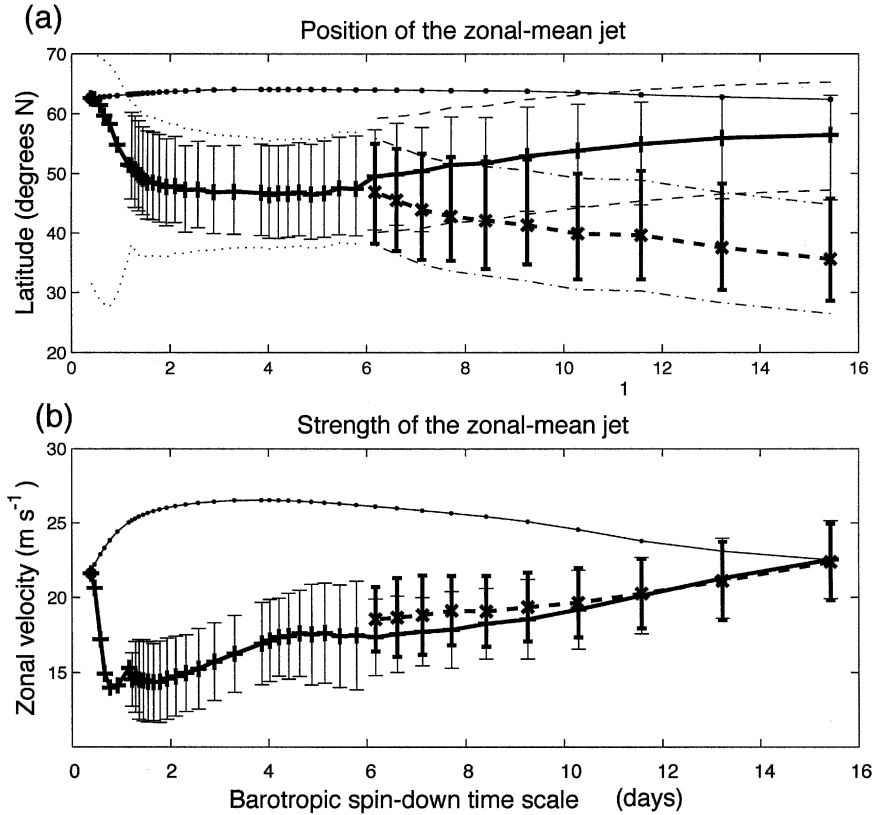 (a)
Position of the zonal-mean jet
Latitude (degrees N)
70
60
50
40
30
20
0 2 4 6 8 10 12 14 16
1
(b)
Strength of the zonal-mean jet
Zonal velocity (m s-1)
30
25
20
15
0 2 4 6 8 10 12 14 16
Barotropic spin-down time scale (days)